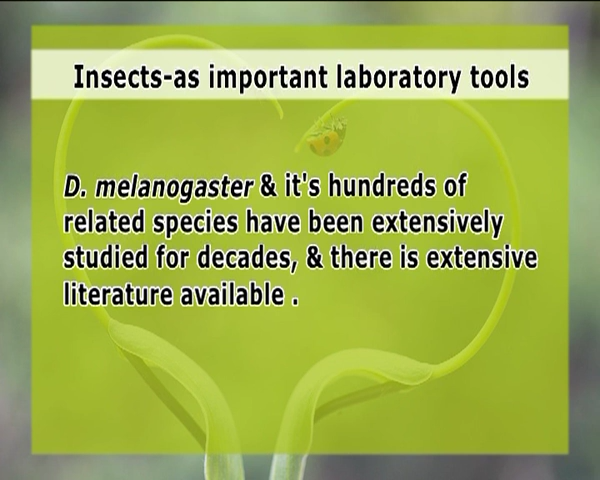 Insects-as important laboratory tools
D. melanogaster & it's hundreds of
related species have been extensively
studied for decades, & there is extensive
literature available .